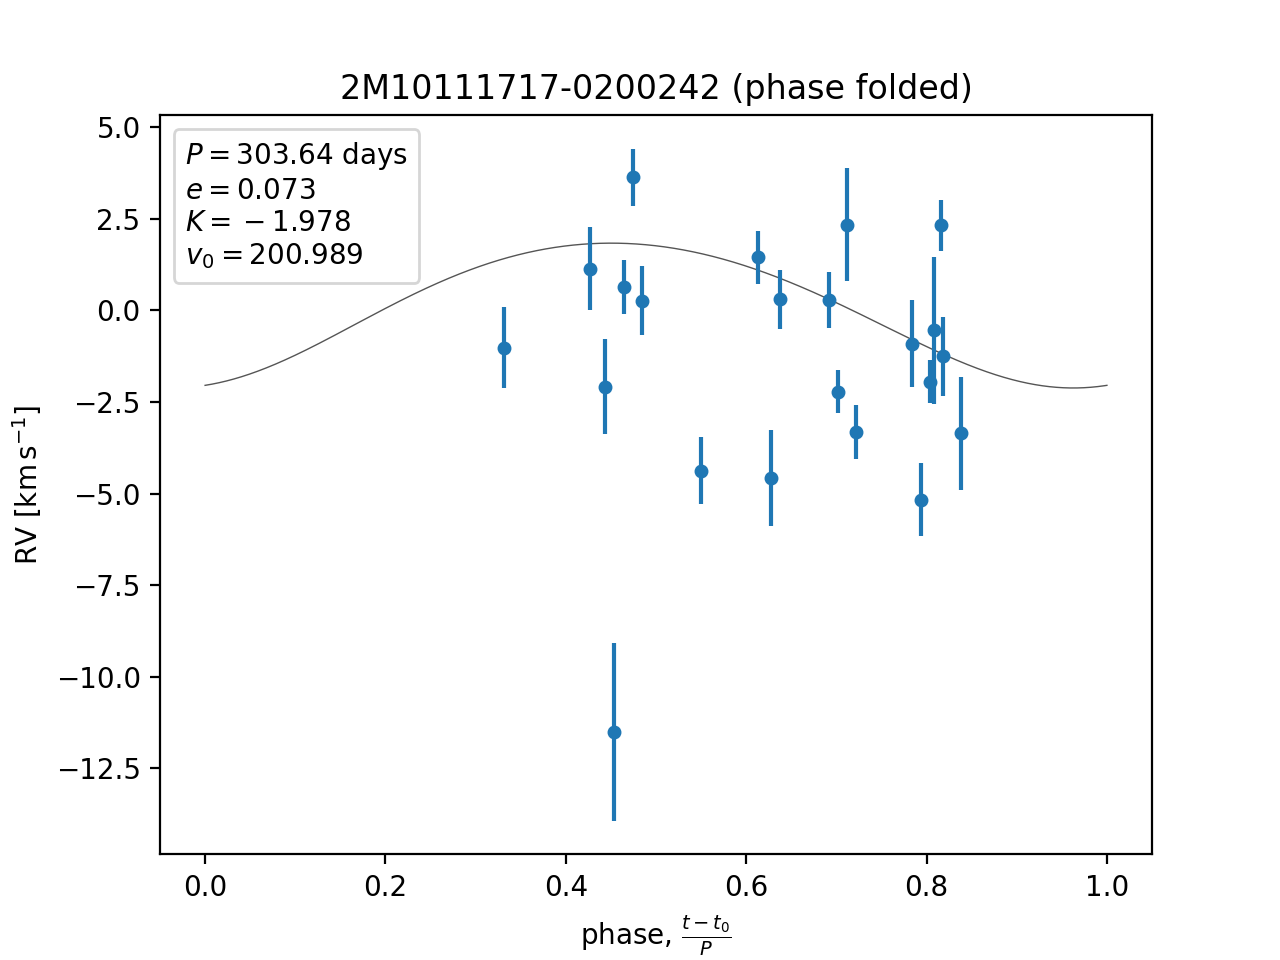 2M10111717-0200242 (phase folded)
P = 303.64 days
e = 0.073
K = −1.978
v₀ = 200.989
5.0
2.5
0.0
−2.5
−5.0
−7.5
−10.0
−12.5
RV [km s⁻¹]
0.0 0.2 0.4 0.6 0.8 1.0
phase, (t − t₀)/P